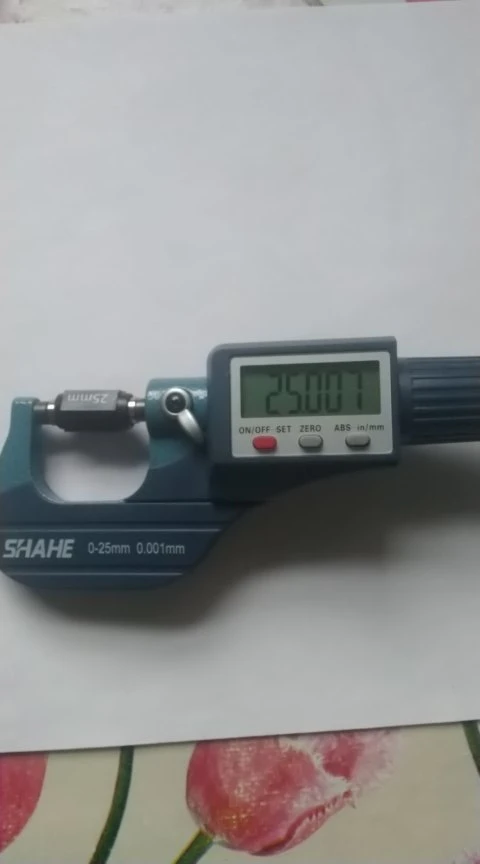 25.007
ON/OFF SET ZERO ABS in/mm
25mm
SHAHE 0-25mm 0.001mm